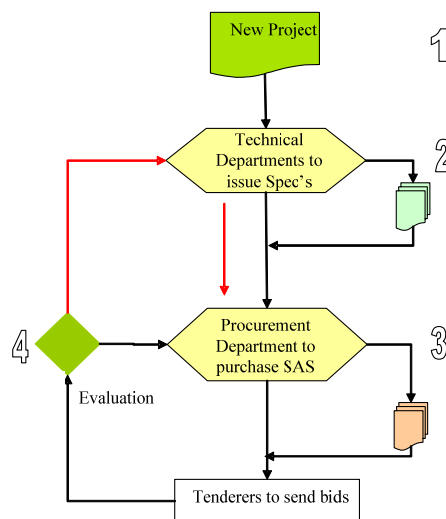 New Project
1
Technical
Departments to
issue Spec's
2
Procurement
Department to
purchase SAS
3
4
Evaluation
Tenderers to send bids